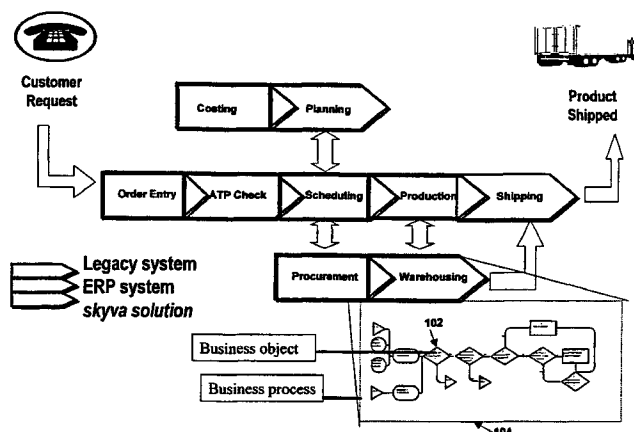 Customer
Request
Product
Shipped
Costing
Planning
Order Entry
ATP Check
Scheduling
Production
Shipping
Procurement
Warehousing
Legacy system
ERP system
skyva solution
102
Business object
Business process